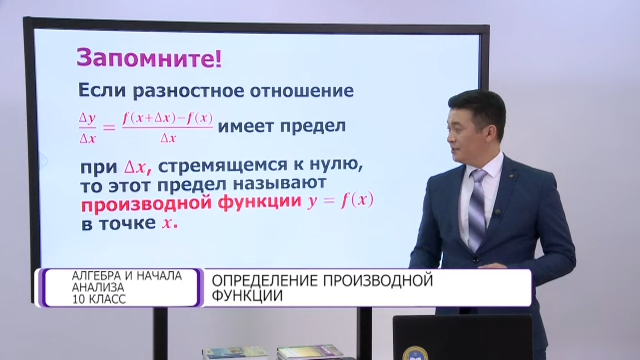 Запомните!
Если разностное отношение
Δy/Δx = f(x+Δx)−f(x)/Δx имеет предел
при Δx, стремящемся к нулю,
то этот предел называют
производной функции y = f(x)
в точке x.
АЛГЕБРА И НАЧАЛА
АНАЛИЗА
10 КЛАСС
ОПРЕДЕЛЕНИЕ ПРОИЗВОДНОЙ
ФУНКЦИИ